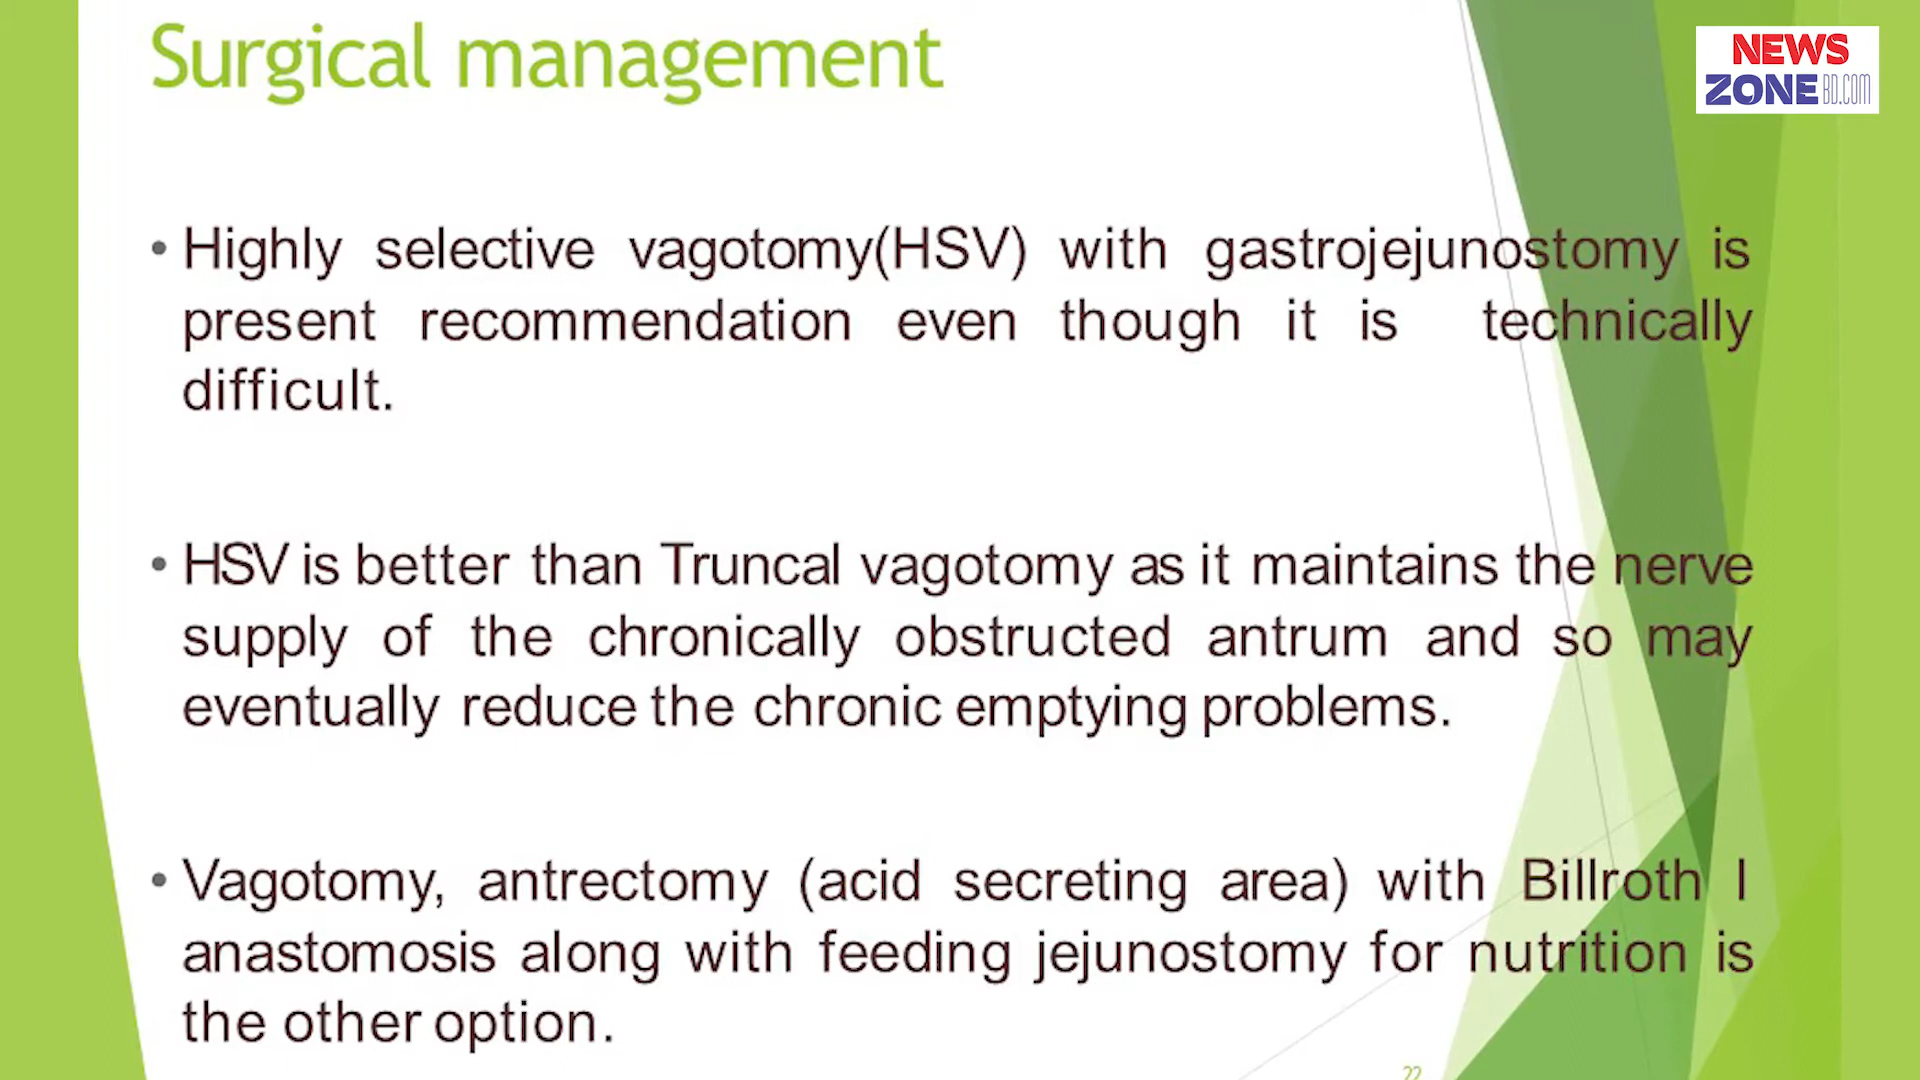 Surgical management
NEWS
ZONE BD.COM
• Highly selective vagotomy(HSV) with gastrojejunostomy is
present recommendation even though it is technically
difficult.
• HSV is better than Truncal vagotomy as it maintains the nerve
supply of the chronically obstructed antrum and so may
eventually reduce the chronic emptying problems.
• Vagotomy, antrectomy (acid secreting area) with Billroth I
anastomosis along with feeding jejunostomy for nutrition is
the other option.
22